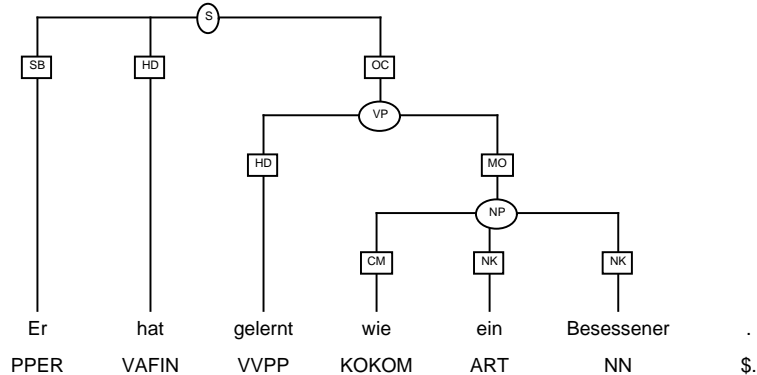 S
SB HD OC
VP
HD MO
NP
CM NK NK
Er hat gelernt wie ein Besessener .
PPER VAFIN VVPP KOKOM ART NN $.